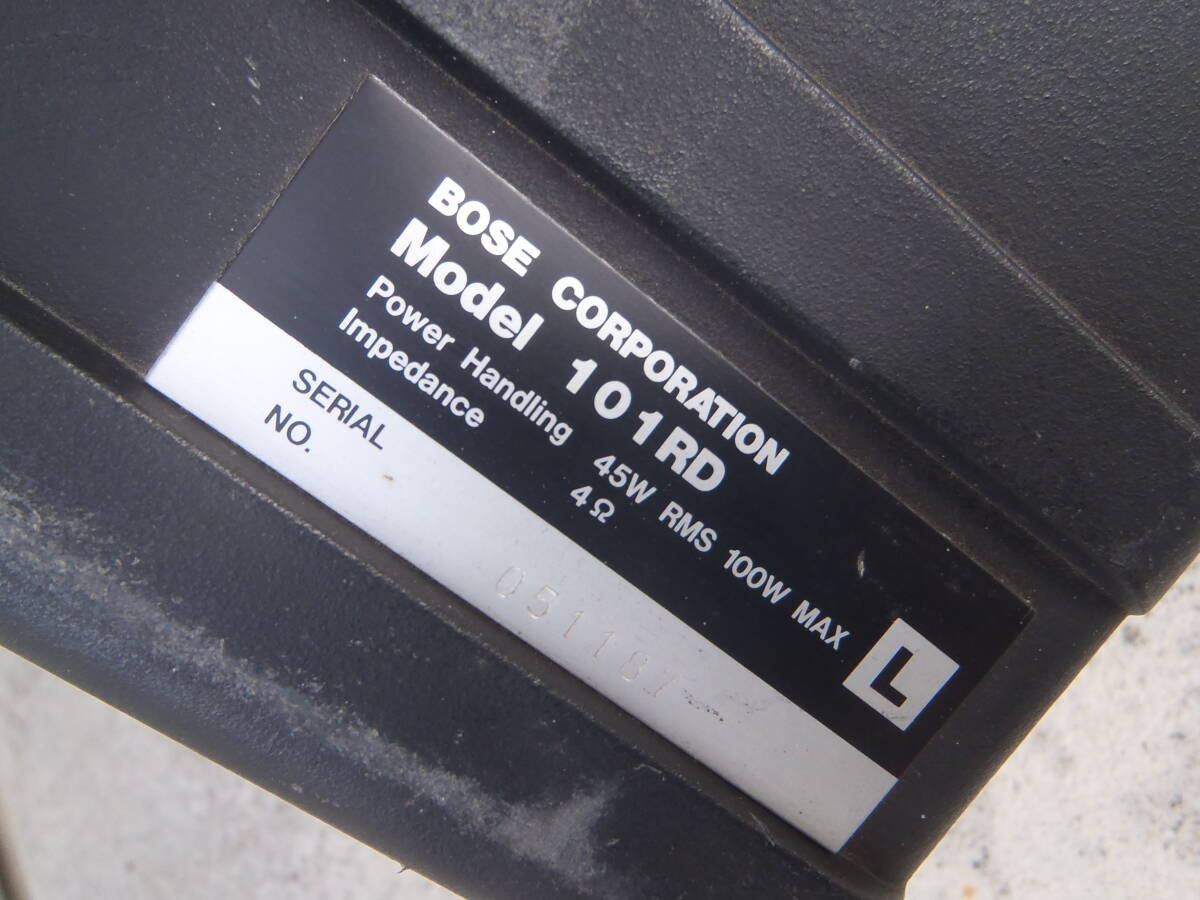 BOSE CORPORATION
Model 101RD
Power Handling 45W RMS 100W MAX
Impedance 4Ω
L
SERIAL
NO.